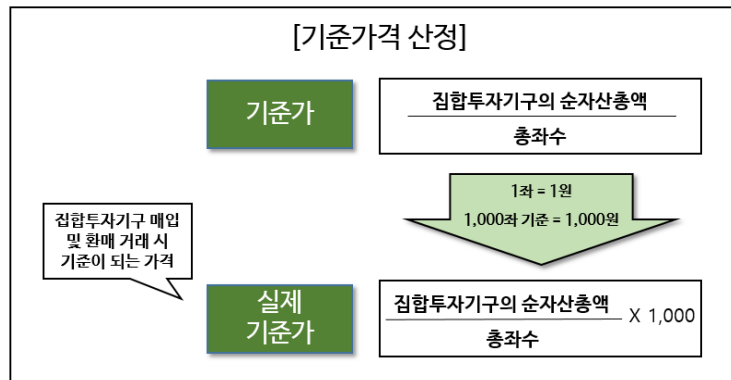 [기준가격 산정]
기준가
집합투자기구의 순자산총액
총좌수
1좌 = 1원
1,000좌 기준 = 1,000원
집합투자기구 매입
및 환매 거래 시
기준이 되는 가격
실제
기준가
집합투자기구의 순자산총액
총좌수
X 1,000